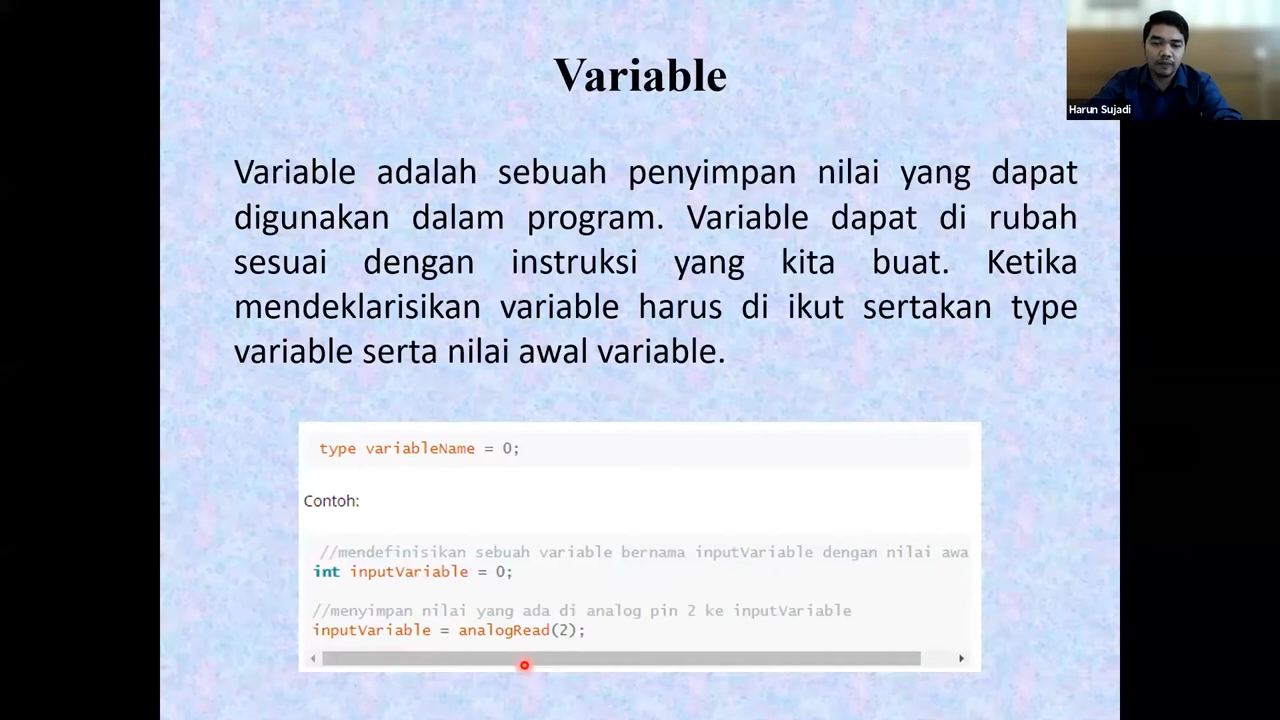 Variable
Harun Sujadi
Variable adalah sebuah penyimpan nilai yang dapat
digunakan dalam program. Variable dapat di rubah
sesuai dengan instruksi yang kita buat. Ketika
mendeklarisikan variable harus di ikut sertakan type
variable serta nilai awal variable.
type variableName = 0;
Contoh:
//mendefinisikan sebuah variable bernama inputVariable dengan nilai awa
int inputVariable = 0;
//menyimpan nilai yang ada di analog pin 2 ke inputVariable
inputVariable = analogRead(2);